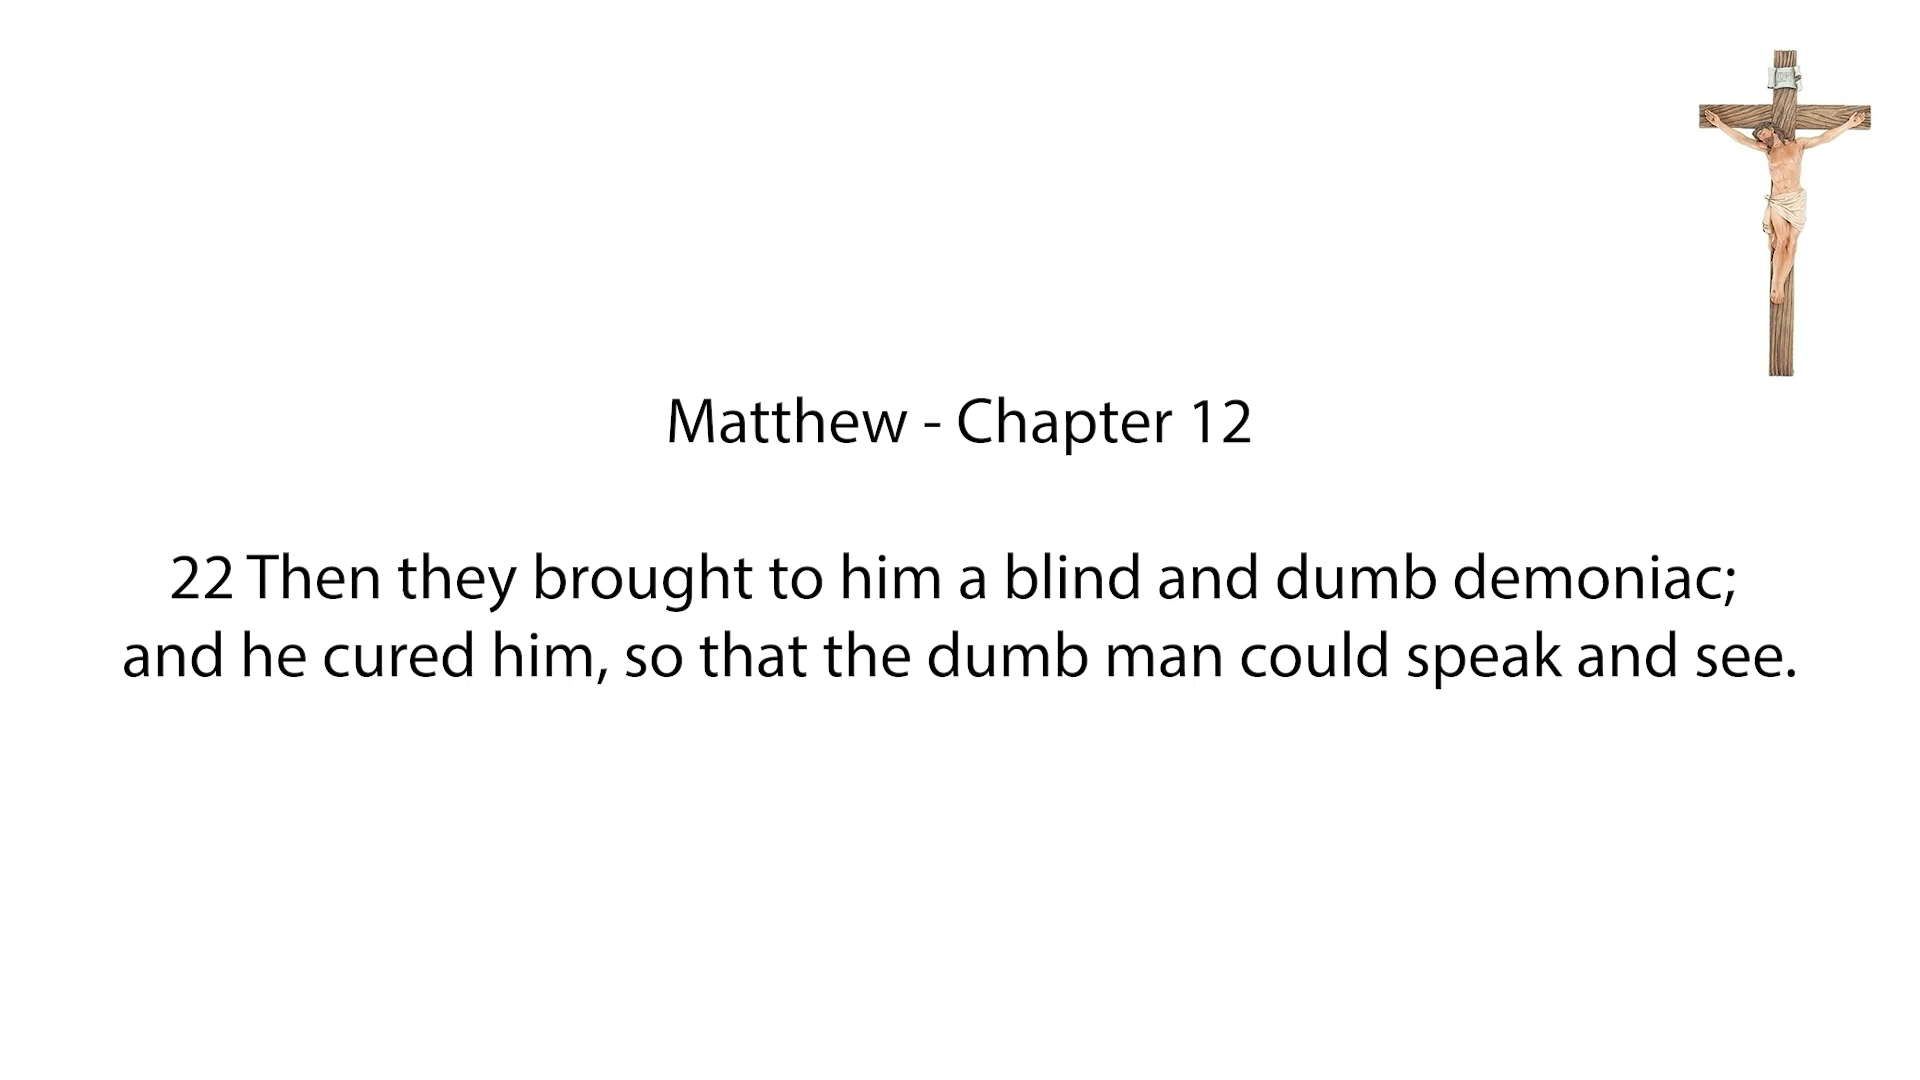 Matthew - Chapter 12
22 Then they brought to him a blind and dumb demoniac;
and he cured him, so that the dumb man could speak and see.